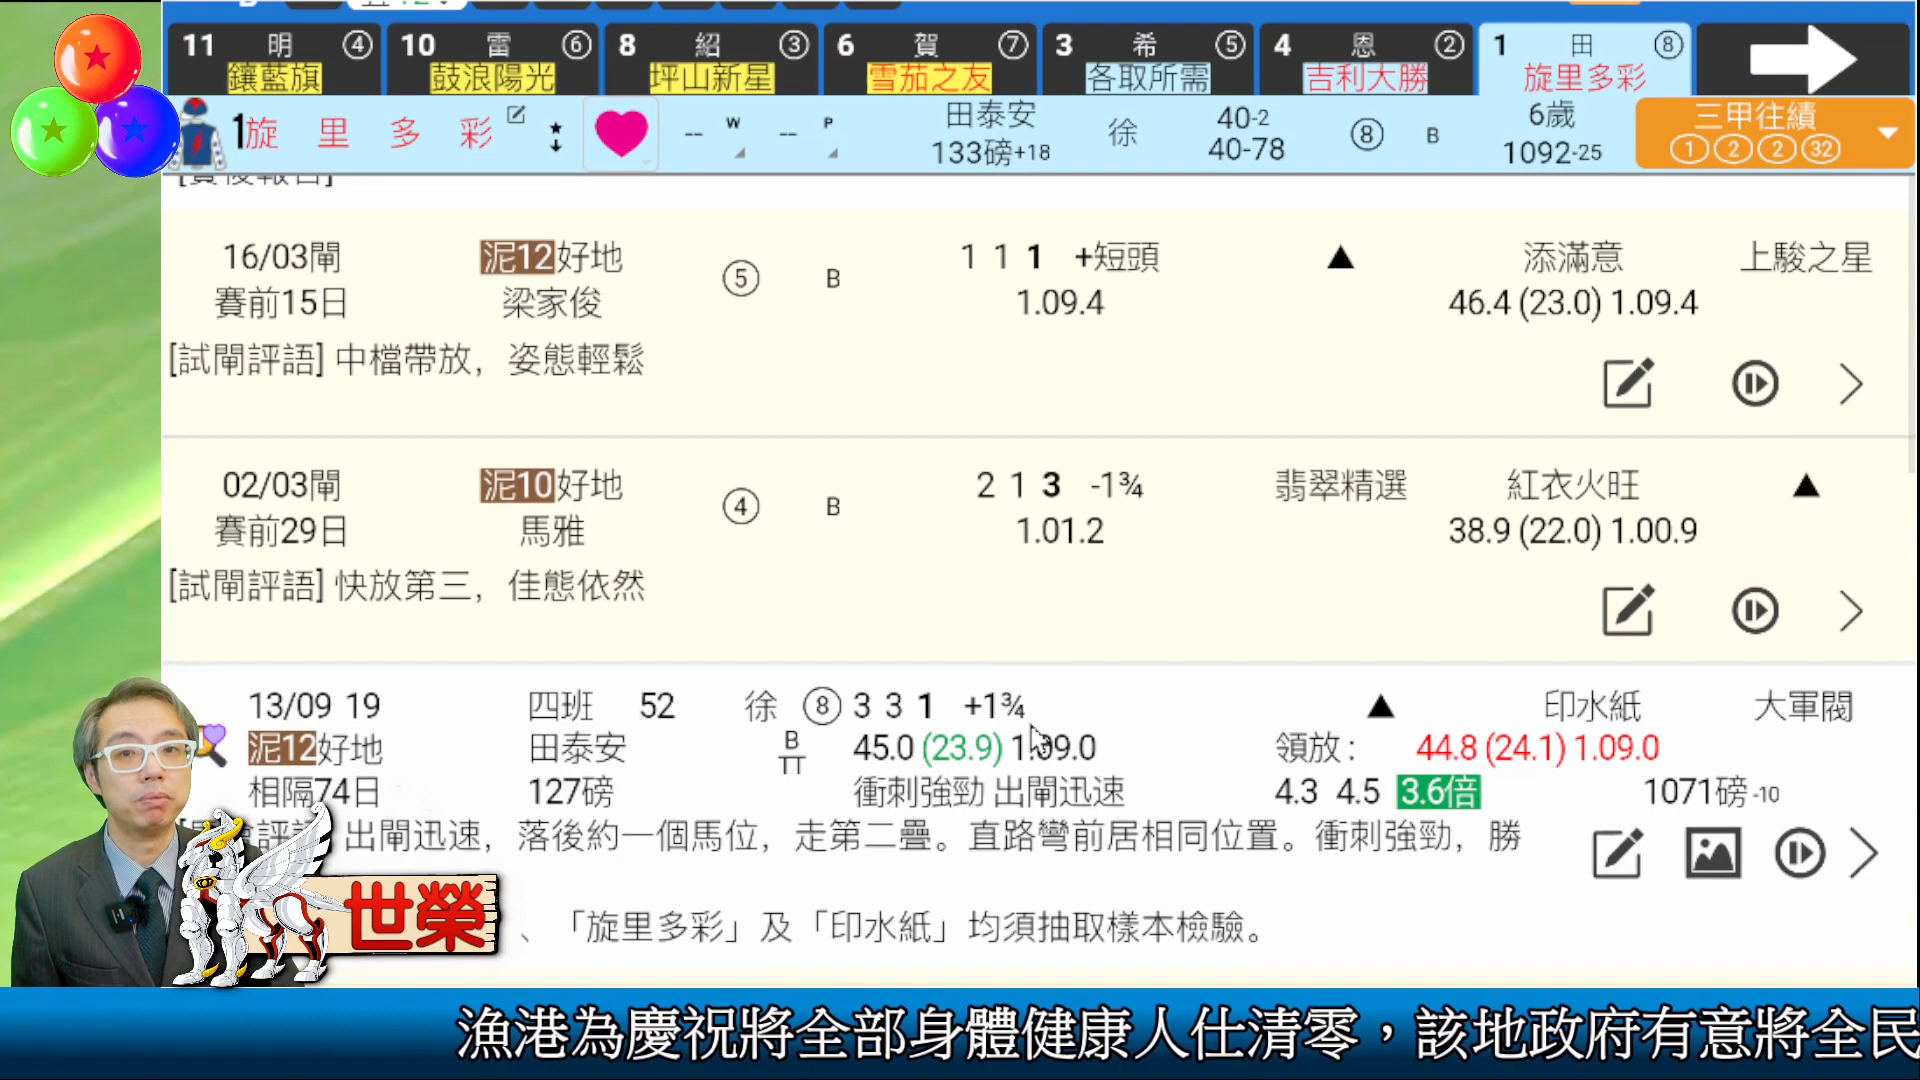 11 明 ④
鑲藍旗
10 雷 ⑥
鼓浪陽光
8 紹 ③
坪山新星
6 賀 ⑦
雪茄之友
3 希 ⑤
各取所需
4 恩 ②
吉利大勝
1 田 ⑧
旋里多彩
1旋里多彩
-- W -- P
田泰安
133磅+18
徐
40-2
40-78
⑧ B
6歲
1092-25
三甲往績
① ② ② ㉜
16/03閘 泥12好地 ⑤ B 1 1 1 +短頭 ▲ 添滿意 上駿之星
賽前15日 梁家俊 1.09.4 46.4 (23.0) 1.09.4
[試閘評語] 中檔帶放，姿態輕鬆
02/03閘 泥10好地 ④ B 2 1 3 -1¾ 翡翠精選 紅衣火旺 ▲
賽前29日 馬雅 1.01.2 38.9 (22.0) 1.00.9
[試閘評語] 快放第三，佳態依然
13/09 19 四班 52 徐 ⑧ 3 3 1 +1¾ ▲ 印水紙 大軍閥
泥12好地 田泰安 B TT 45.0 (23.9) 1.09.0 領放： 44.8 (24.1) 1.09.0
相隔74日 127磅 衝刺強勁 出閘迅速 4.3 4.5 3.6倍 1071磅-10
評語] 出閘迅速，落後約一個馬位，走第二疊。直路彎前居相同位置。衝刺強勁，勝
、「旋里多彩」及「印水紙」均須抽取樣本檢驗。
世榮
漁港為慶祝將全部身體健康人仕清零，該地政府有意將全民